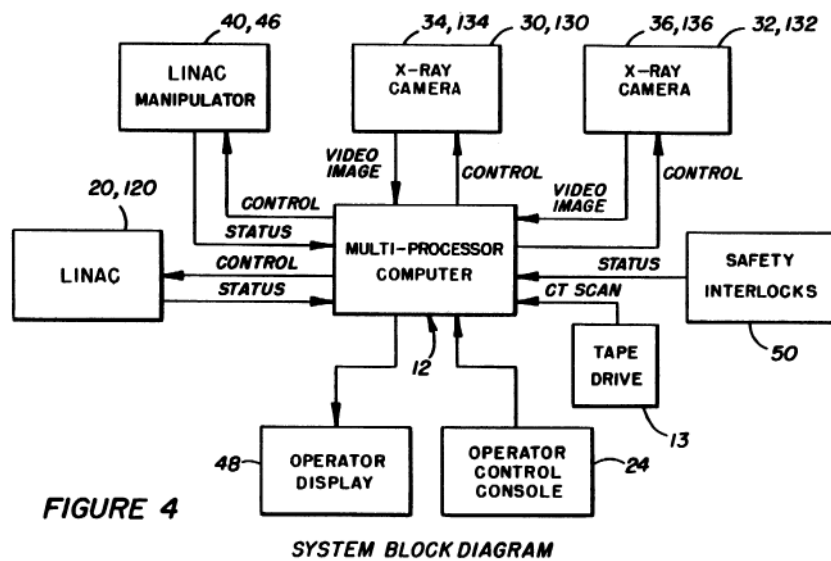 40, 46
34, 134
30, 130
36, 136
32, 132
LINAC
MANIPULATOR
X-RAY
CAMERA
X-RAY
CAMERA
VIDEO
IMAGE
CONTROL
VIDEO
IMAGE
CONTROL
20, 120
CONTROL
STATUS
LINAC
CONTROL
STATUS
MULTI-PROCESSOR
COMPUTER
STATUS
CT SCAN
SAFETY
INTERLOCKS
50
12
TAPE
DRIVE
13
48
OPERATOR
DISPLAY
OPERATOR
CONTROL
CONSOLE
24
FIGURE 4
SYSTEM BLOCK DIAGRAM